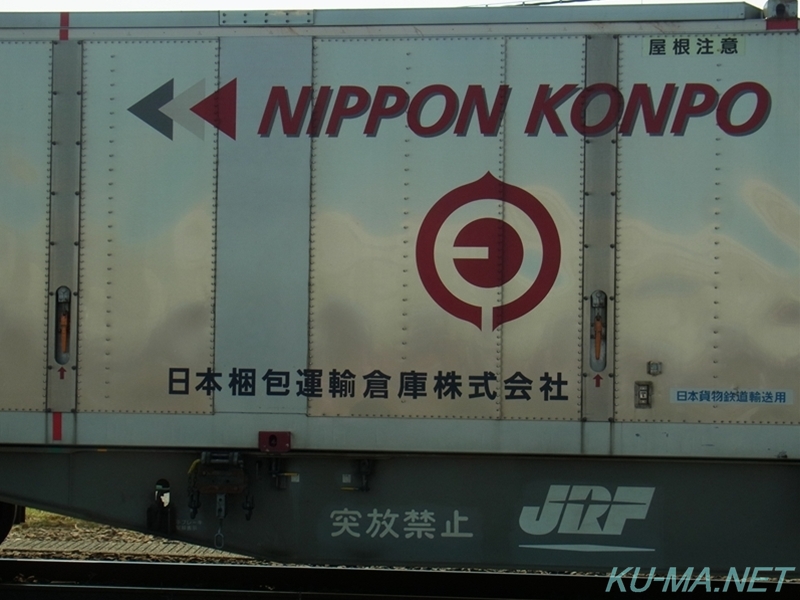 屋根注意
NIPPON KONPO
日本梱包運輸倉庫株式会社
日本貨物鉄道輸送用
突放禁止
JRF
KU-MA.NET